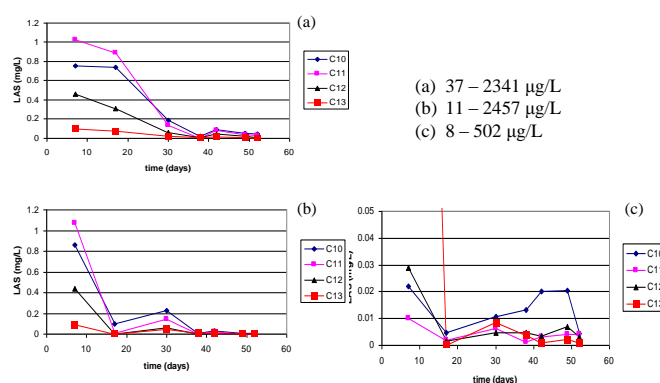 (a)
LAS (mg/L)
1.2
1
0.8
0.6
0.4
0.2
0
0 10 20 30 40 50 60
time (days)
C10
C11
C12
C13
(a) 37 – 2341 µg/L
(b) 11 – 2457 µg/L
(c) 8 – 502 µg/L
(b)
LAS (mg/L)
1.2
1
0.8
0.6
0.4
0.2
0
0 10 20 30 40 50 60
time (days)
C10
C11
C12
C13
(c)
0.05
0.04
0.03
0.02
0.01
0
0 10 20 30 40 50 60
time (days)